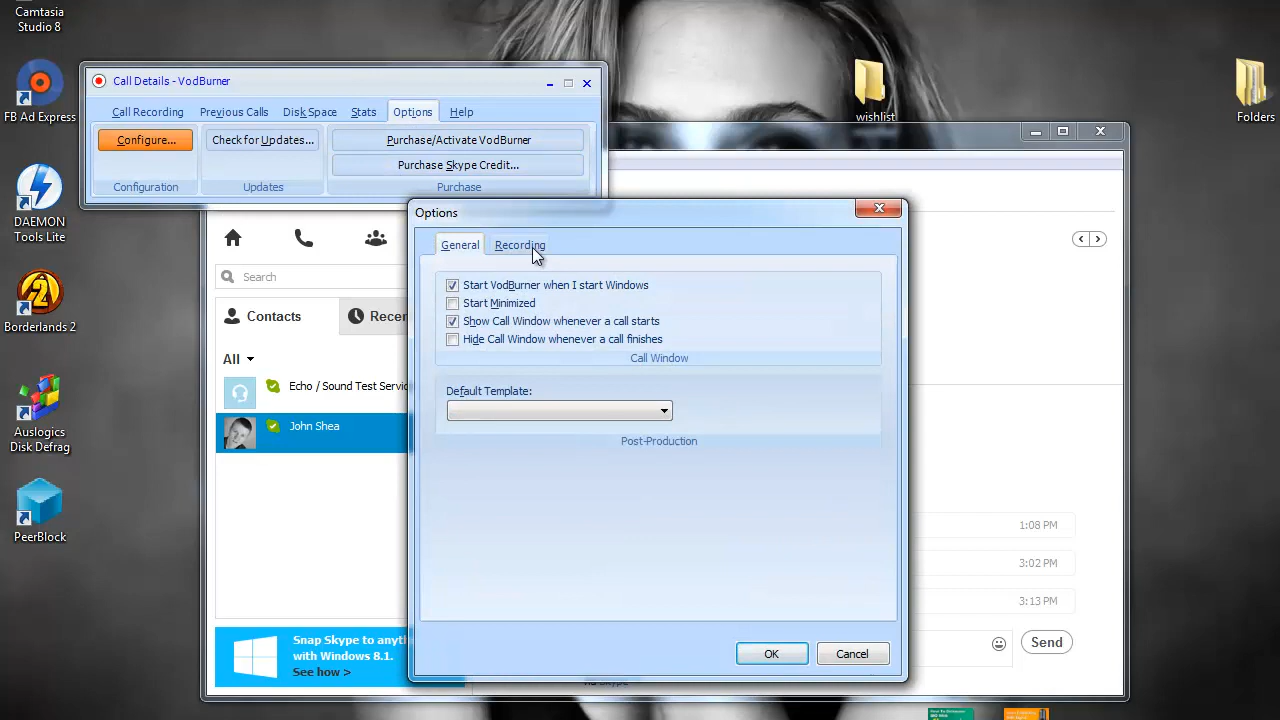 Camtasia
Studio 8
FB Ad Express
DAEMON
Tools Lite
Borderlands 2
Auslogics
Disk Defrag
PeerBlock
wishlist
Folders
Call Details - VodBurner
Call Recording
Previous Calls
Disk Space
Stats
Options
Help
Configure...
Check for Updates...
Purchase/Activate VodBurner
Purchase Skype Credit...
Configuration
Updates
Purchase
Search
Contacts
Recen
All
Echo / Sound Test Servic
John Shea
Snap Skype to anyth
with Windows 8.1.
See how >
Options
General
Recording
Start VodBurner when I start Windows
Start Minimized
Show Call Window whenever a call starts
Hide Call Window whenever a call finishes
Call Window
Default Template:
Post-Production
OK
Cancel
1:08 PM
3:02 PM
3:13 PM
Send